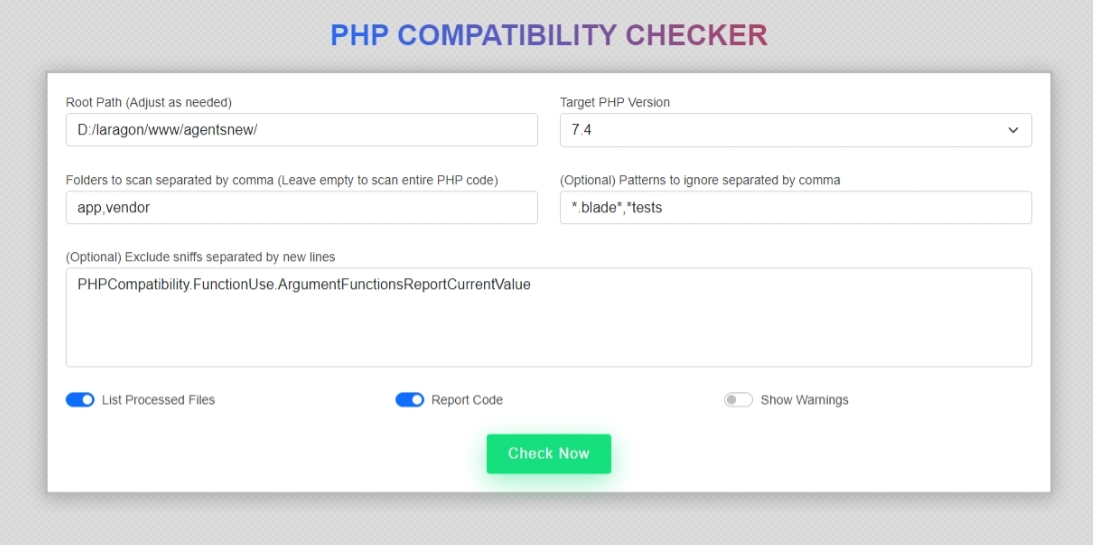 PHP COMPATIBILITY CHECKER
Root Path (Adjust as needed)
D:/laragon/www/agentsnew/
Target PHP Version
7.4
Folders to scan separated by comma (Leave empty to scan entire PHP code)
app,vendor
(Optional) Patterns to ignore separated by comma
*.blade*,*tests
(Optional) Exclude sniffs separated by new lines
PHPCompatibility.FunctionUse.ArgumentFunctionsReportCurrentValue
List Processed Files
Report Code
Show Warnings
Check Now